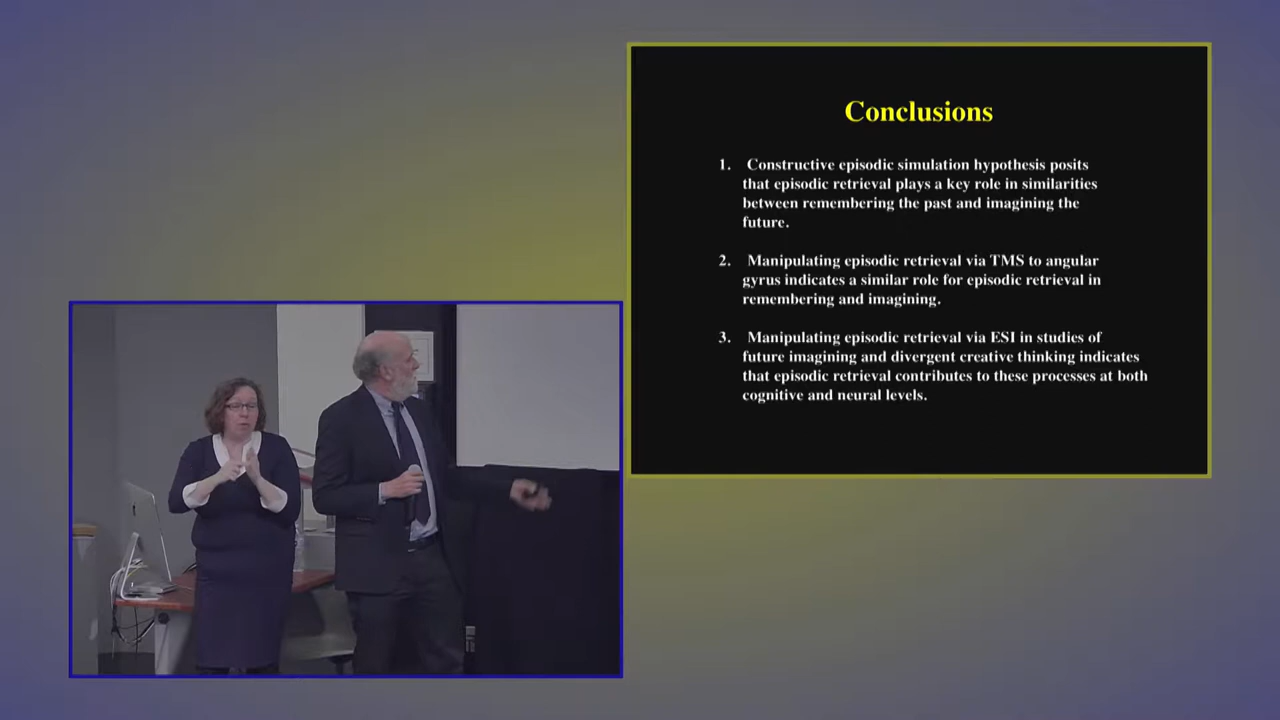 Conclusions
1. Constructive episodic simulation hypothesis posits
that episodic retrieval plays a key role in similarities
between remembering the past and imagining the
future.
2. Manipulating episodic retrieval via TMS to angular
gyrus indicates a similar role for episodic retrieval in
remembering and imagining.
3. Manipulating episodic retrieval via ESI in studies of
future imagining and divergent creative thinking indicates
that episodic retrieval contributes to these processes at both
cognitive and neural levels.